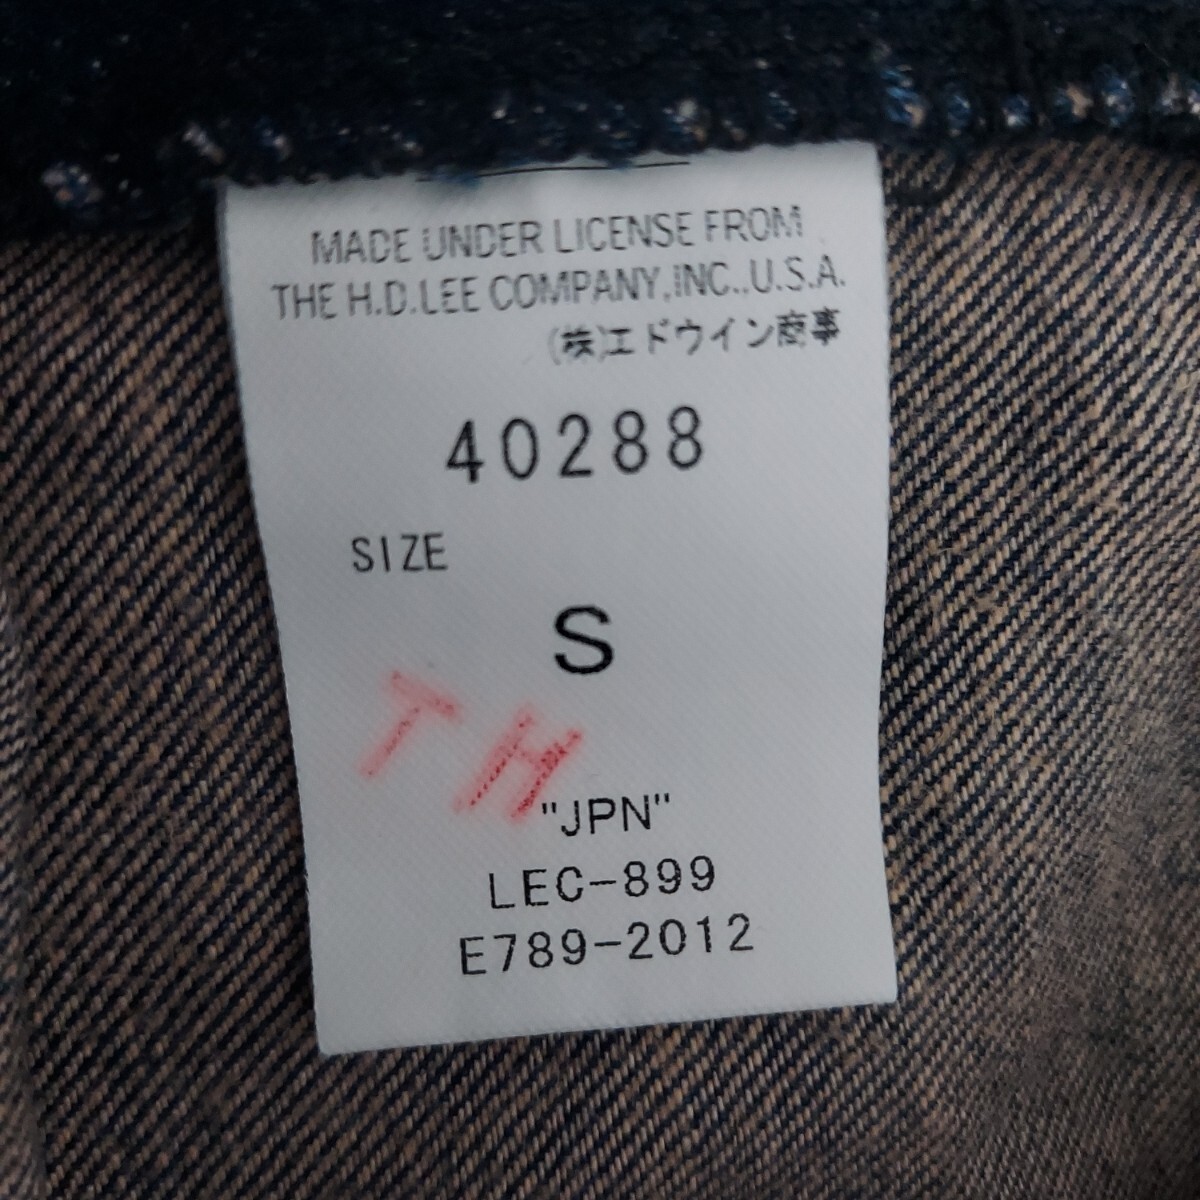 MADE UNDER LICENSE FROM
THE H.D.LEE COMPANY,INC.,U.S.A.
(株)エドウイン商事
40288
SIZE
S
TH
"JPN"
LEC-899
E789-2012